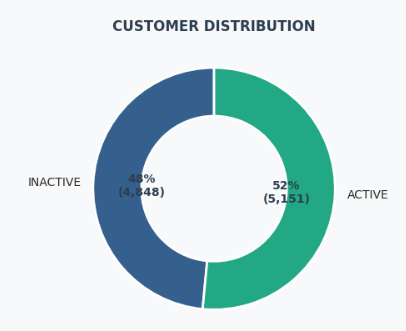 CUSTOMER DISTRIBUTION
INACTIVE
48%
(4,848)
52%
(5,151)
ACTIVE